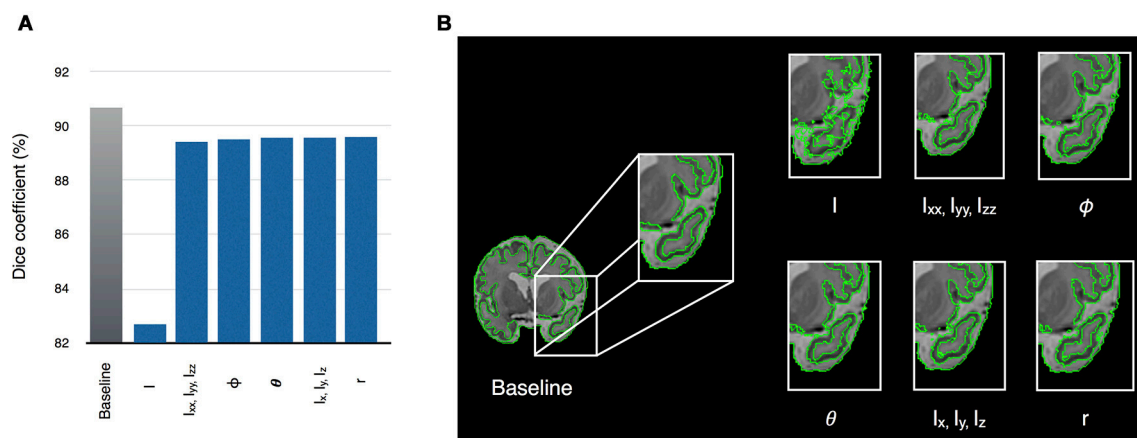 A
B
Dice coefficient (%)
92
90
88
86
84
82
Baseline
I
Ixx, Iyy, Izz
ϕ
θ
Ix, Iy, Iz
r
Baseline
I
Ixx, Iyy, Izz
ϕ
θ
Ix, Iy, Iz
r